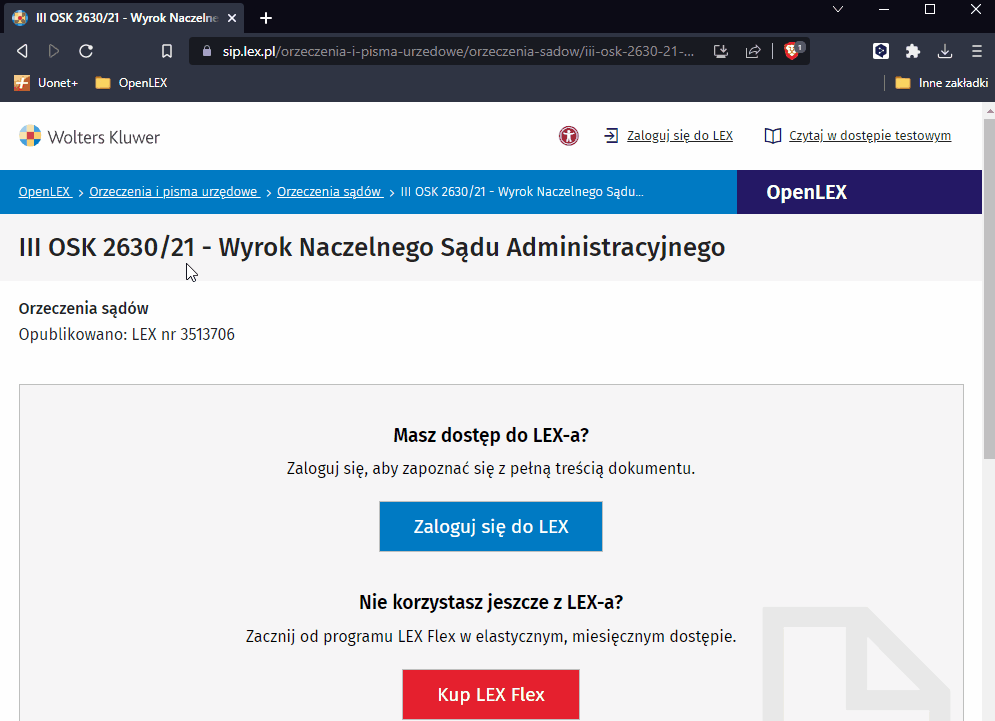 III OSK 2630/21 - Wyrok Naczelne
sip.lex.pl/orzeczenia-i-pisma-urzedowe/orzeczenia-sadow/iii-osk-2630-21-...
1
Uonet+
OpenLEX
Inne zakładki
Wolters Kluwer
Zaloguj się do LEX
Czytaj w dostępie testowym
OpenLEX > Orzeczenia i pisma urzędowe > Orzeczenia sądów > III OSK 2630/21 - Wyrok Naczelnego Sądu...
OpenLEX
III OSK 2630/21 - Wyrok Naczelnego Sądu Administracyjnego
Orzeczenia sądów
Opublikowano: LEX nr 3513706
Masz dostęp do LEX-a?
Zaloguj się, aby zapoznać się z pełną treścią dokumentu.
Zaloguj się do LEX
Nie korzystasz jeszcze z LEX-a?
Zacznij od programu LEX Flex w elastycznym, miesięcznym dostępie.
Kup LEX Flex